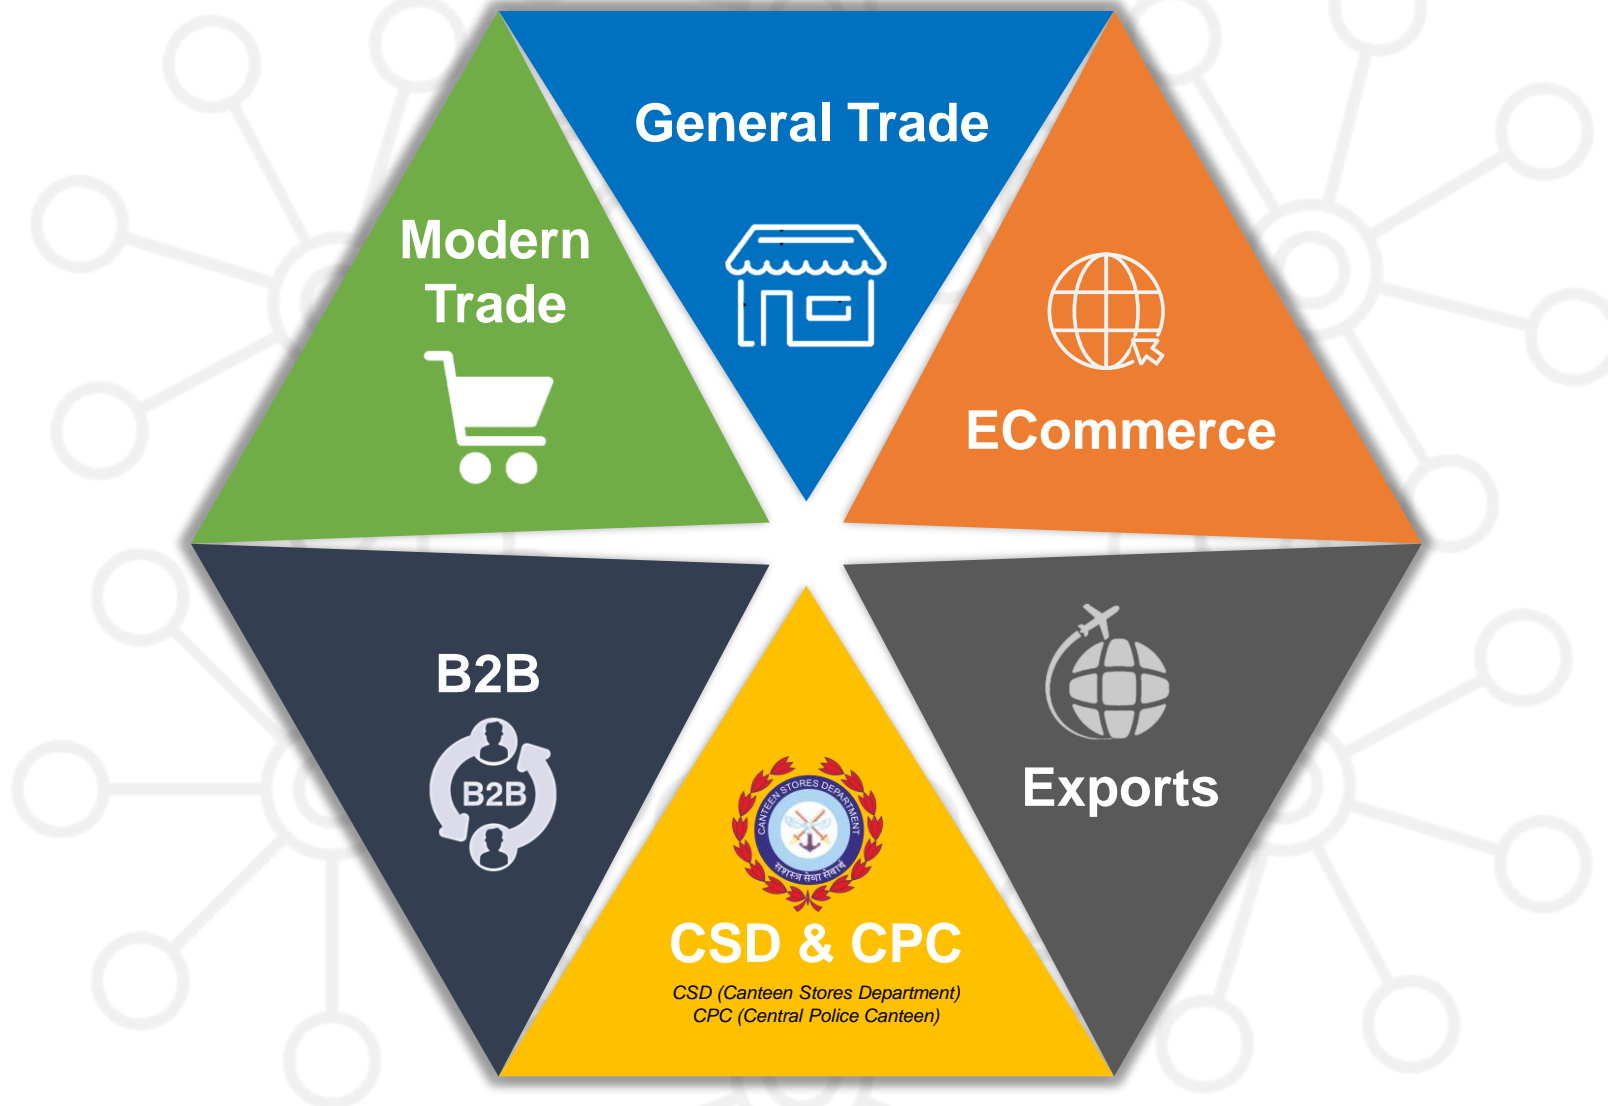 General Trade
Modern
Trade
ECommerce
B2B
B2B
Exports
CANTEEN STORES DEPARTMENT
सशस्त्र सेना सेवार्थ
CSD & CPC
CSD (Canteen Stores Department)
CPC (Central Police Canteen)